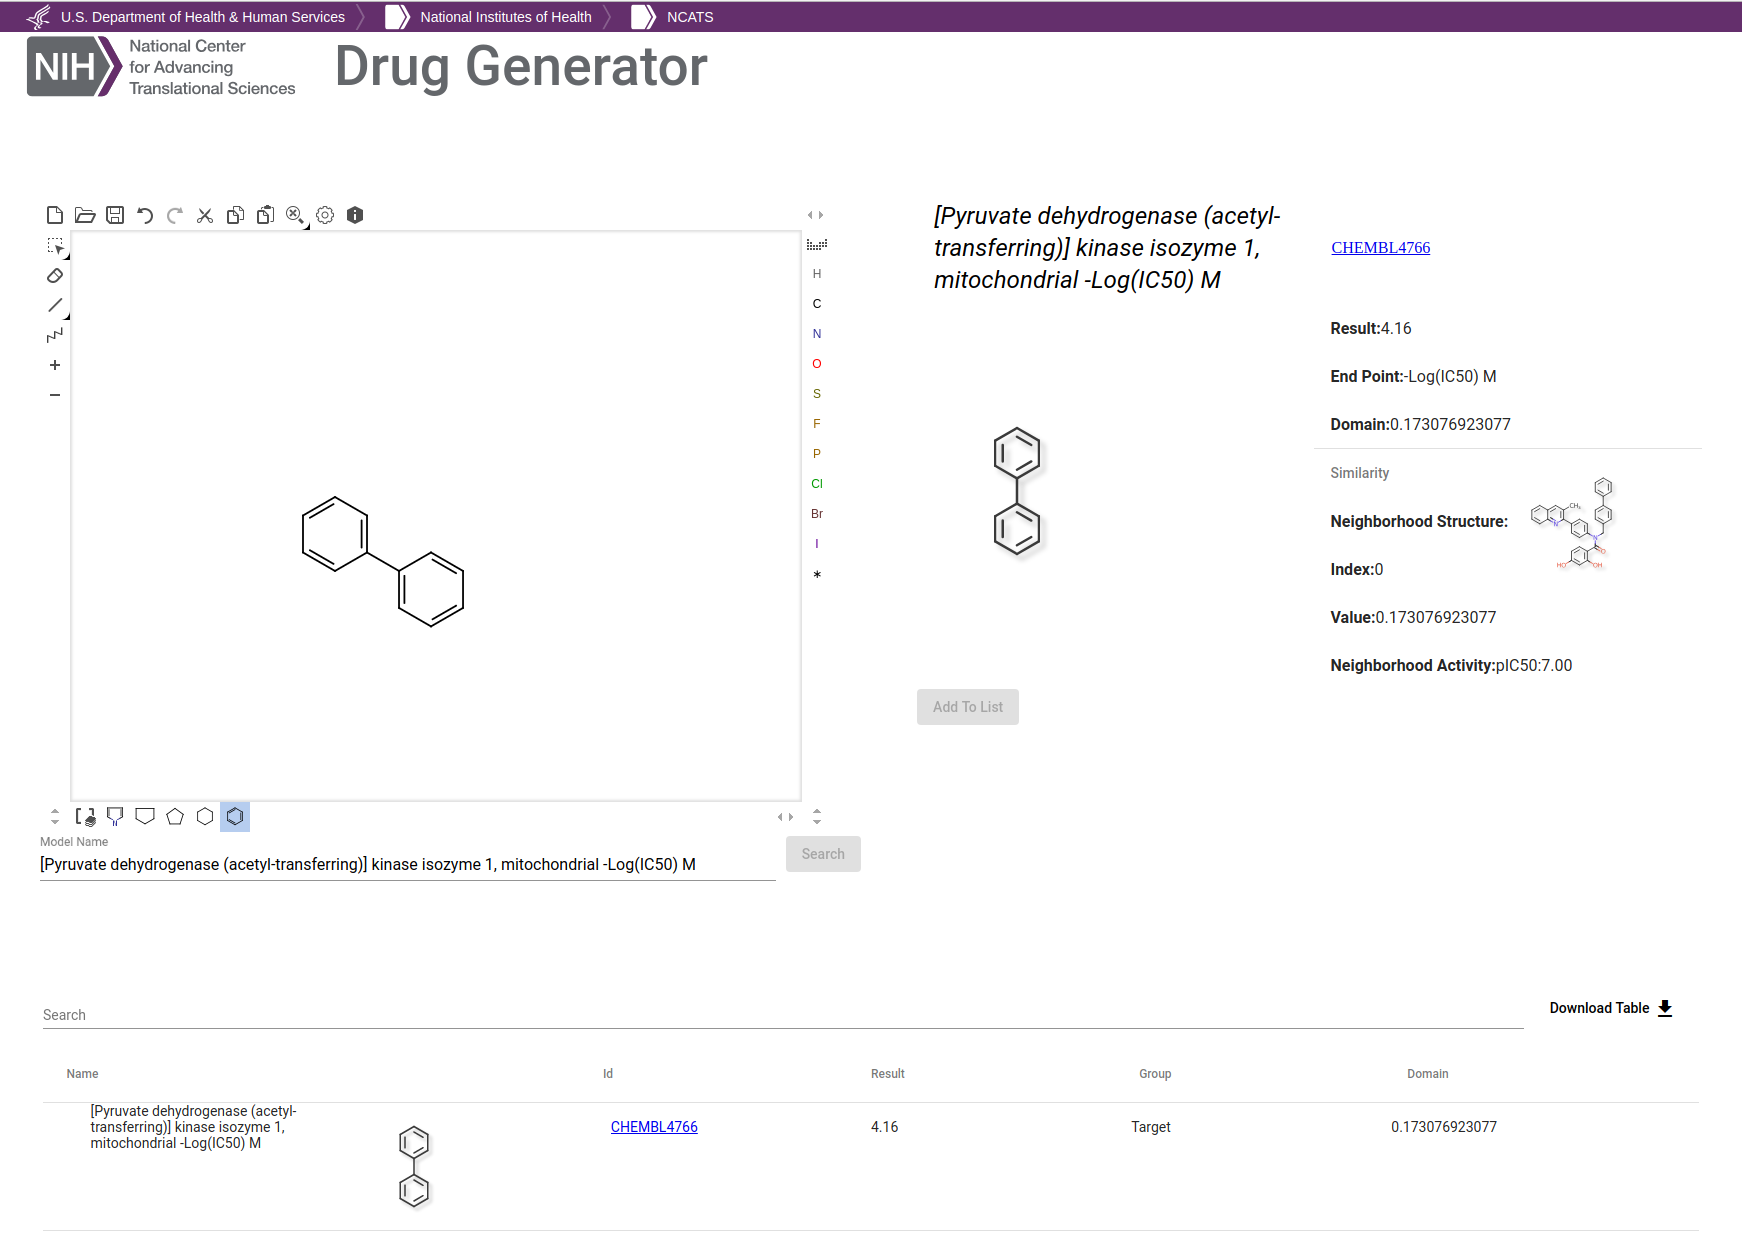 U.S. Department of Health & Human Services
National Institutes of Health
NCATS
NIH
National Center
for Advancing
Translational Sciences
Drug Generator
H
C
N
O
S
F
P
Cl
Br
I
*
N
Model Name
[Pyruvate dehydrogenase (acetyl-transferring)] kinase isozyme 1, mitochondrial -Log(IC50) M
Search
[Pyruvate dehydrogenase (acetyl-
transferring)] kinase isozyme 1,
mitochondrial -Log(IC50) M
CHEMBL4766
Result:4.16
End Point:-Log(IC50) M
Domain:0.173076923077
Similarity
Neighborhood Structure:
CH₃
N
N
O
HO
OH
Index:0
Value:0.173076923077
Neighborhood Activity:pIC50:7.00
Add To List
Search
Download Table
Name Id Result Group Domain
[Pyruvate dehydrogenase (acetyl-
transferring)] kinase isozyme 1,
mitochondrial -Log(IC50) M
CHEMBL4766 4.16 Target 0.173076923077